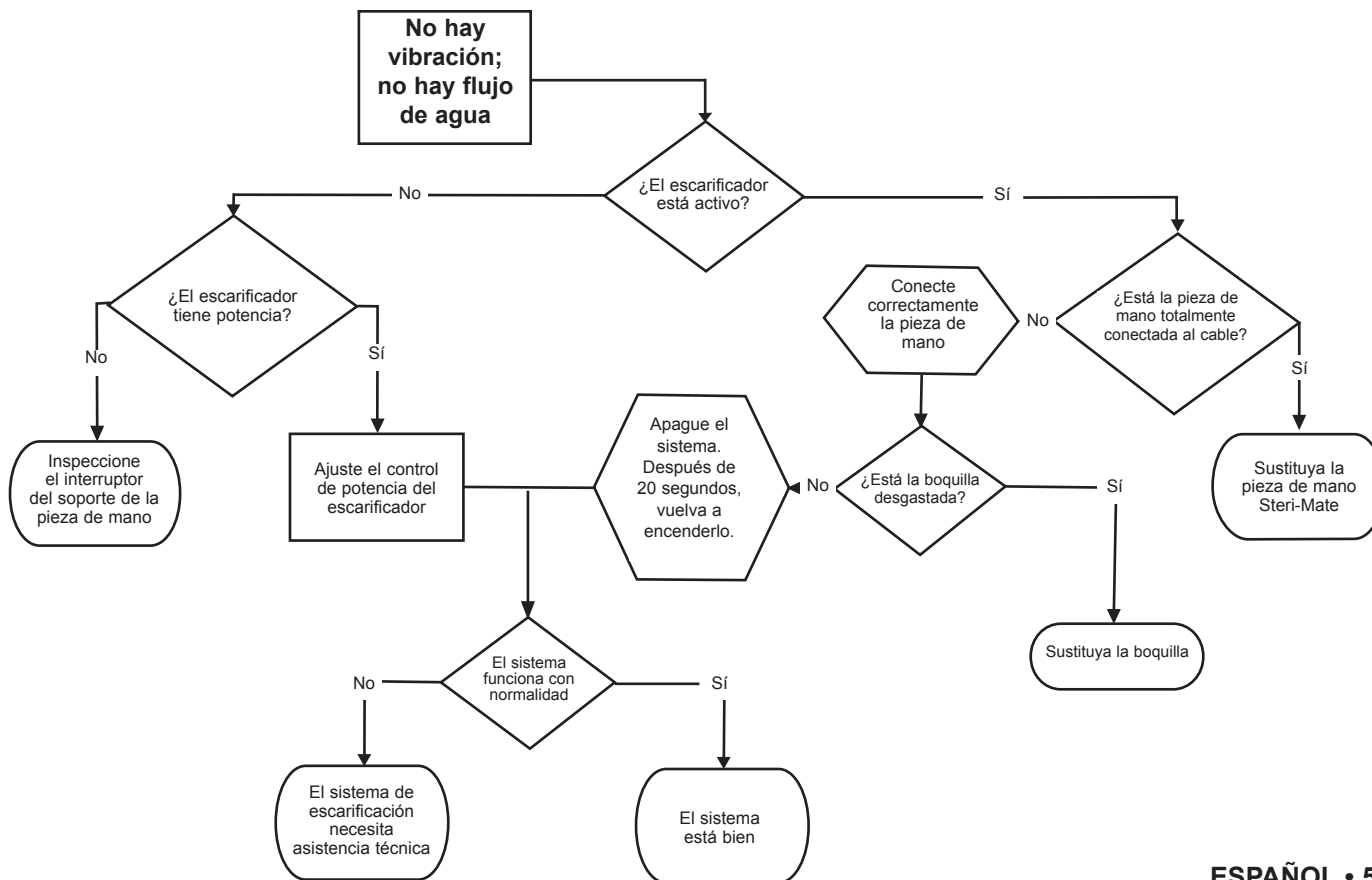 No hay
vibración;
no hay flujo
de agua
¿El escarificador
está activo?
No
Sí
¿El escarificador
tiene potencia?
Conecte
correctamente
la pieza de
mano
No
¿Está la pieza de
mano totalmente
conectada al cable?
No
Sí
Sí
Inspeccione
el interruptor
del soporte de la
pieza de mano
Ajuste el control
de potencia del
escarificador
Apague el
sistema.
Después de
20 segundos,
vuelva a
encenderlo.
No
¿Está la boquilla
desgastada?
Sí
Sustituya la
pieza de mano
Steri-Mate
Sustituya la boquilla
El sistema
funciona con
normalidad
No
Sí
El sistema de
escarificación
necesita
asistencia técnica
El sistema
está bien
ESPAÑOL •